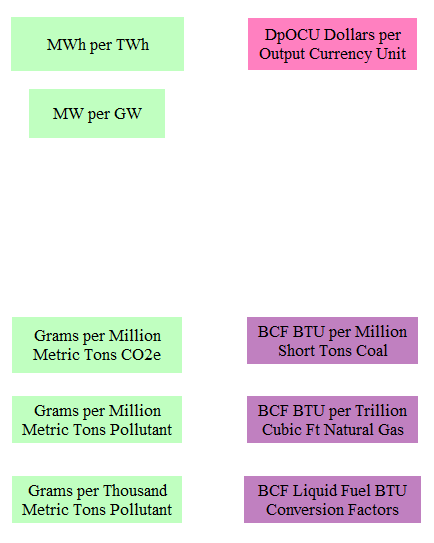 MWh per TWh
DpOCU Dollars per
Output Currency Unit
MW per GW
Grams per Million
Metric Tons CO2e
BCF BTU per Million
Short Tons Coal
Grams per Million
Metric Tons Pollutant
BCF BTU per Trillion
Cubic Ft Natural Gas
Grams per Thousand
Metric Tons Pollutant
BCF Liquid Fuel BTU
Conversion Factors